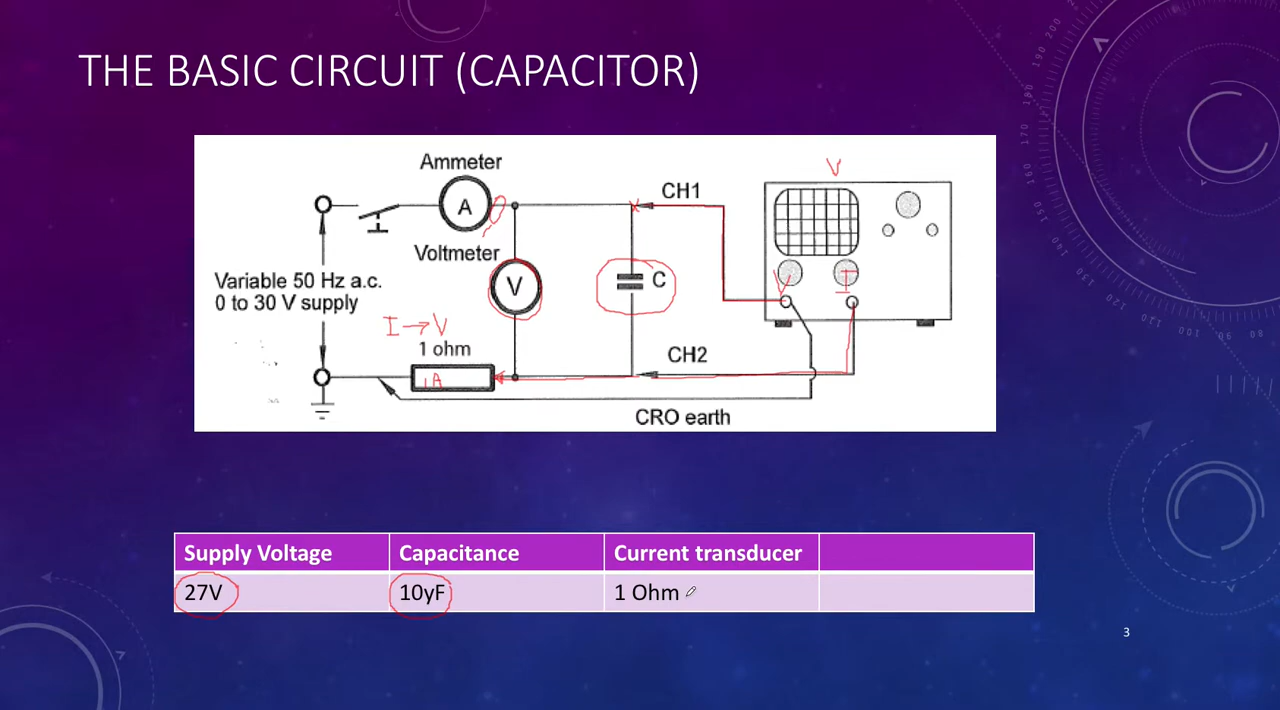 THE BASIC CIRCUIT (CAPACITOR)
Ammeter
V
A
CH1
Voltmeter
Variable 50 Hz a.c.
0 to 30 V supply
V
C
V
I
I → V
1 ohm
CH2
1A
CRO earth
Supply Voltage Capacitance Current transducer
27V 10yF 1 Ohm
3